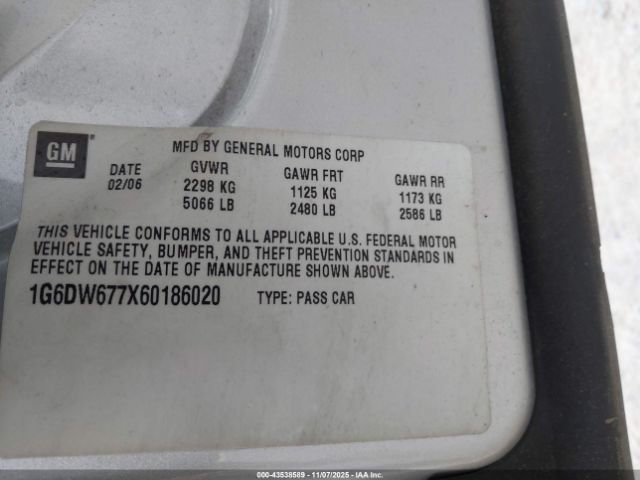 GM
MFD BY GENERAL MOTORS CORP
DATE GVWR GAWR FRT GAWR RR
02/06 2298 KG 1125 KG 1173 KG
5066 LB 2480 LB 2586 LB
THIS VEHICLE CONFORMS TO ALL APPLICABLE U.S. FEDERAL MOTOR
VEHICLE SAFETY, BUMPER, AND THEFT PREVENTION STANDARDS IN
EFFECT ON THE DATE OF MANUFACTURE SHOWN ABOVE.
1G6DW677X60186020 TYPE: PASS CAR
000-43538589 - 11/07/2025 - IAAI.COM